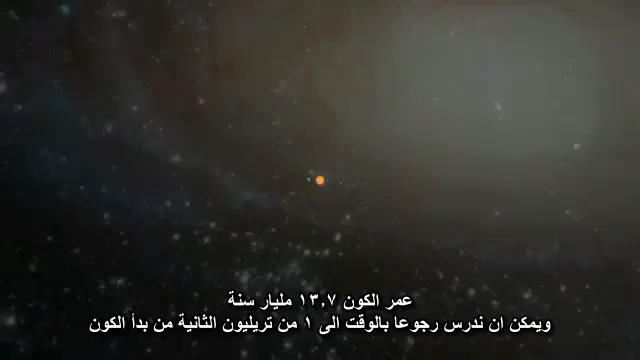 عمر الكون ١٣,٧ مليار سنة
ويمكن ان ندرس رجوعا بالوقت الى ١ من تريليون الثانية من بدأ الكون